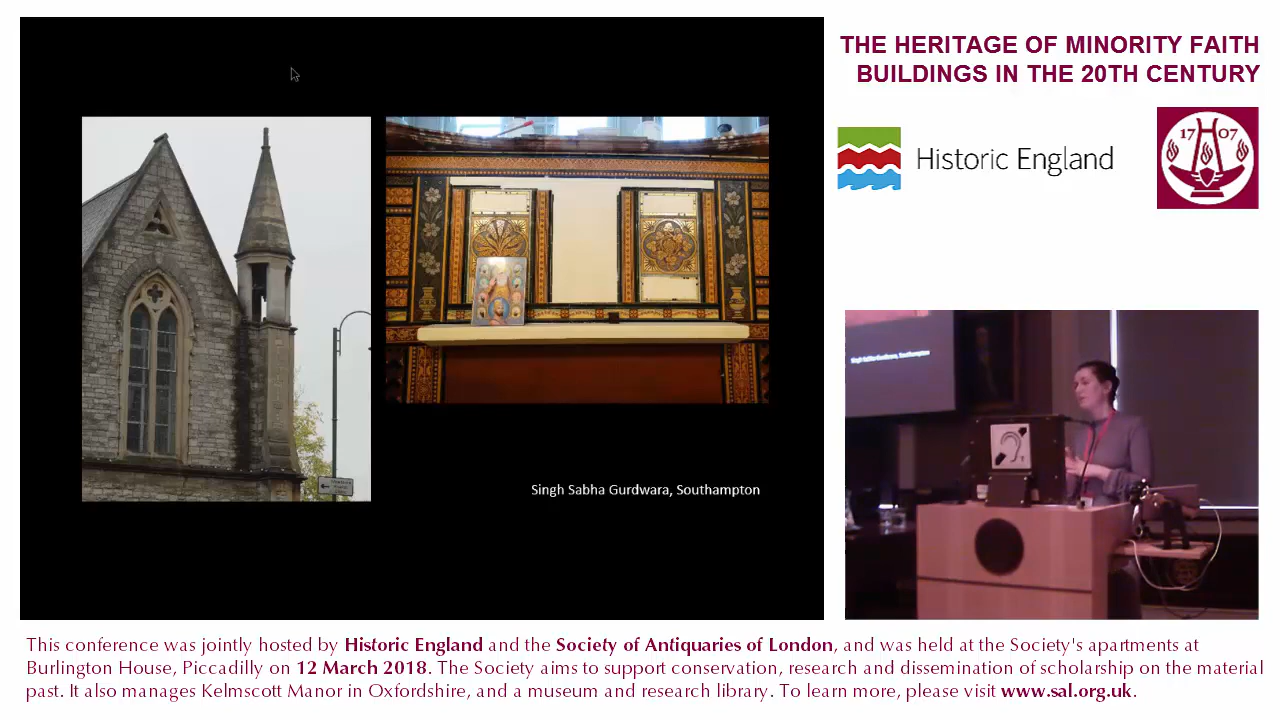 THE HERITAGE OF MINORITY FAITH
BUILDINGS IN THE 20TH CENTURY
Historic England
17 07
Singh Sabha Gurdwara, Southampton
Singh Sabha Gurdwara, Southampton
This conference was jointly hosted by Historic England and the Society of Antiquaries of London, and was held at the Society's apartments at
Burlington House, Piccadilly on 12 March 2018. The Society aims to support conservation, research and dissemination of scholarship on the material
past. It also manages Kelmscott Manor in Oxfordshire, and a museum and research library. To learn more, please visit www.sal.org.uk.